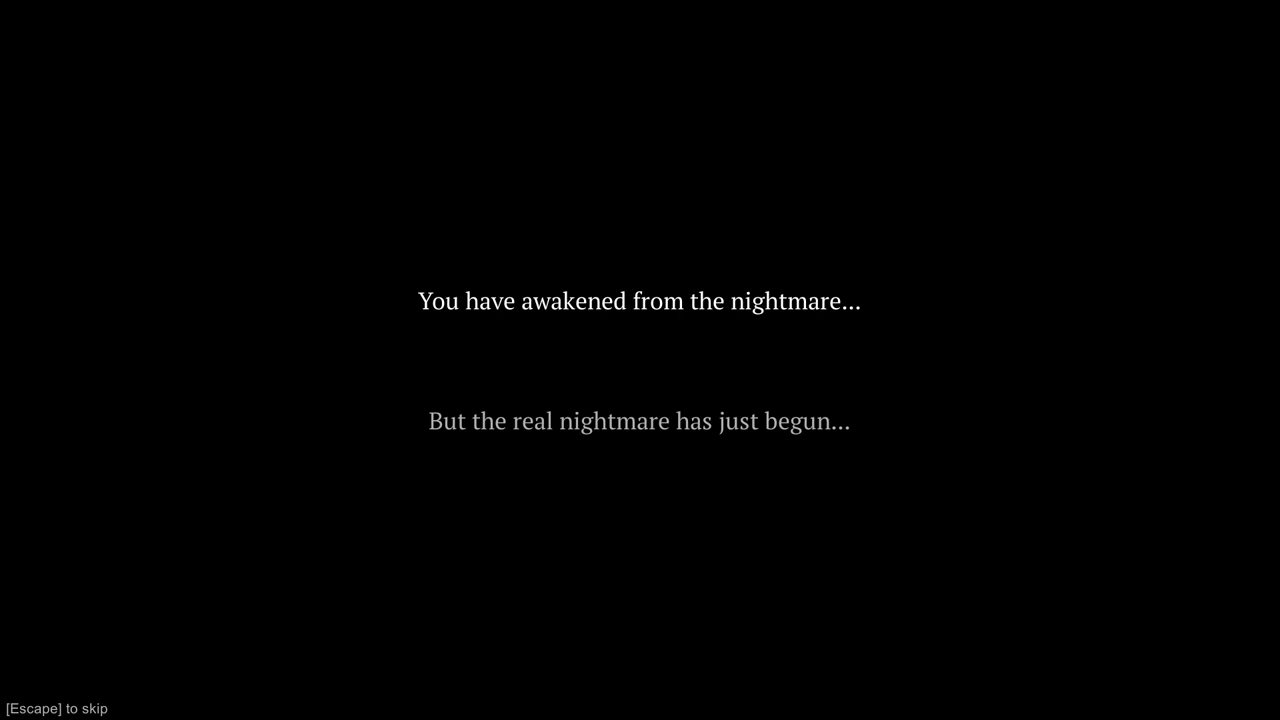 You have awakened from the nightmare...
But the real nightmare has just begun...
[Escape] to skip